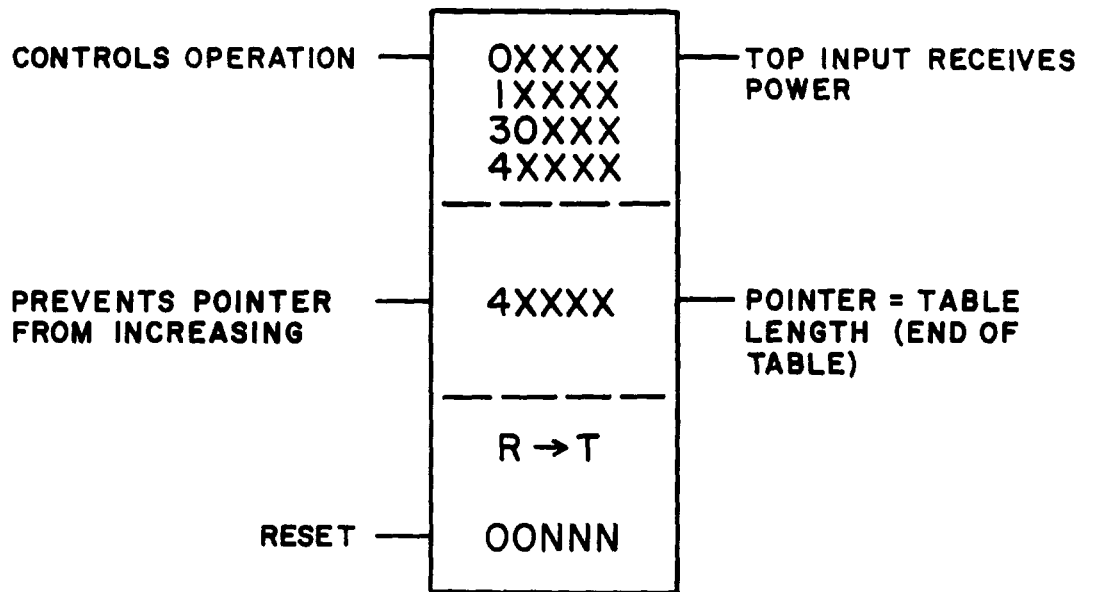 CONTROLS OPERATION
0XXXX
1XXXX
30XXX
4XXXX
TOP INPUT RECEIVES
POWER
PREVENTS POINTER
FROM INCREASING
4XXXX
POINTER = TABLE
LENGTH (END OF
TABLE)
R → T
RESET
00NNN